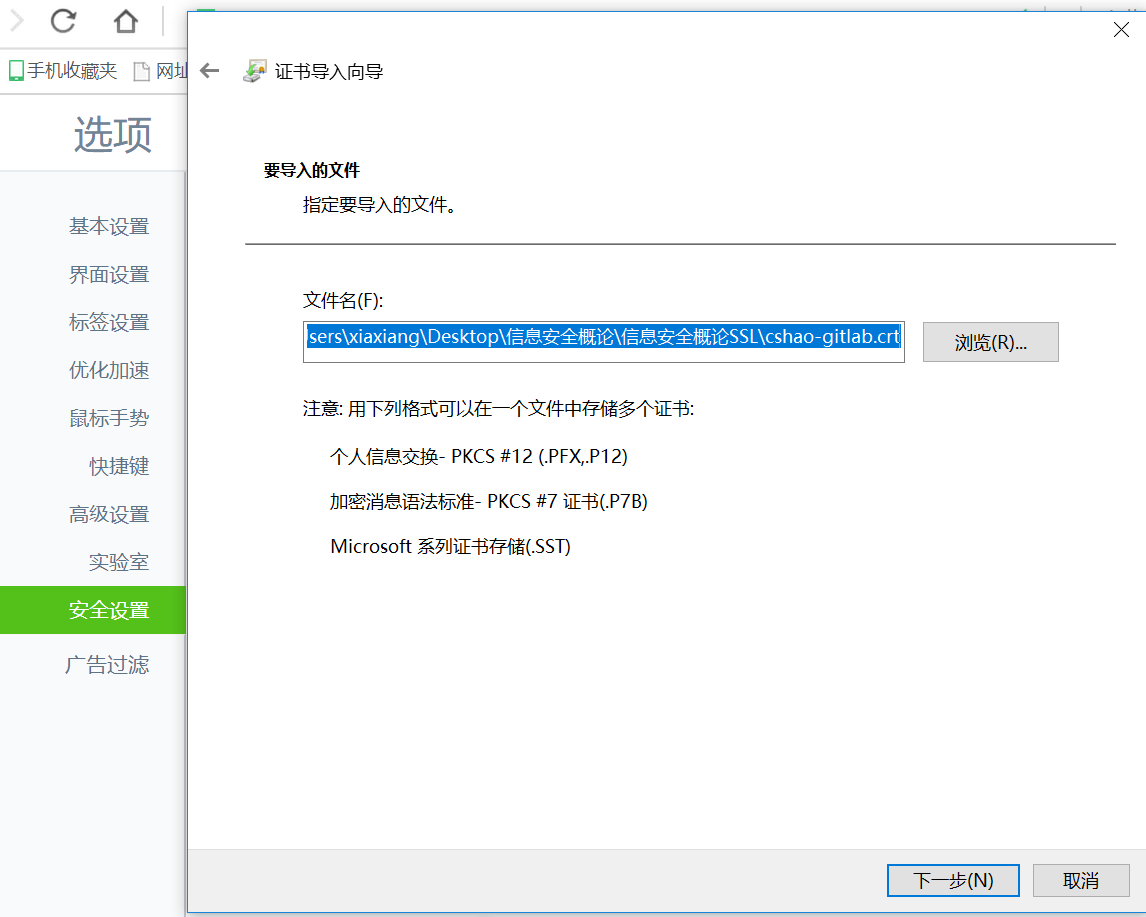 手机收藏夹
网址
证书导入向导
选项
要导入的文件
指定要导入的文件。
基本设置
界面设置
标签设置
优化加速
鼠标手势
快捷键
高级设置
实验室
安全设置
广告过滤
文件名(F):
sers\xiaxiang\Desktop\信息安全概论\信息安全概论SSL\cshao-gitlab.crt
浏览(R)...
注意: 用下列格式可以在一个文件中存储多个证书:
个人信息交换- PKCS #12 (.PFX,.P12)
加密消息语法标准- PKCS #7 证书(.P7B)
Microsoft 系列证书存储(.SST)
下一步(N)
取消